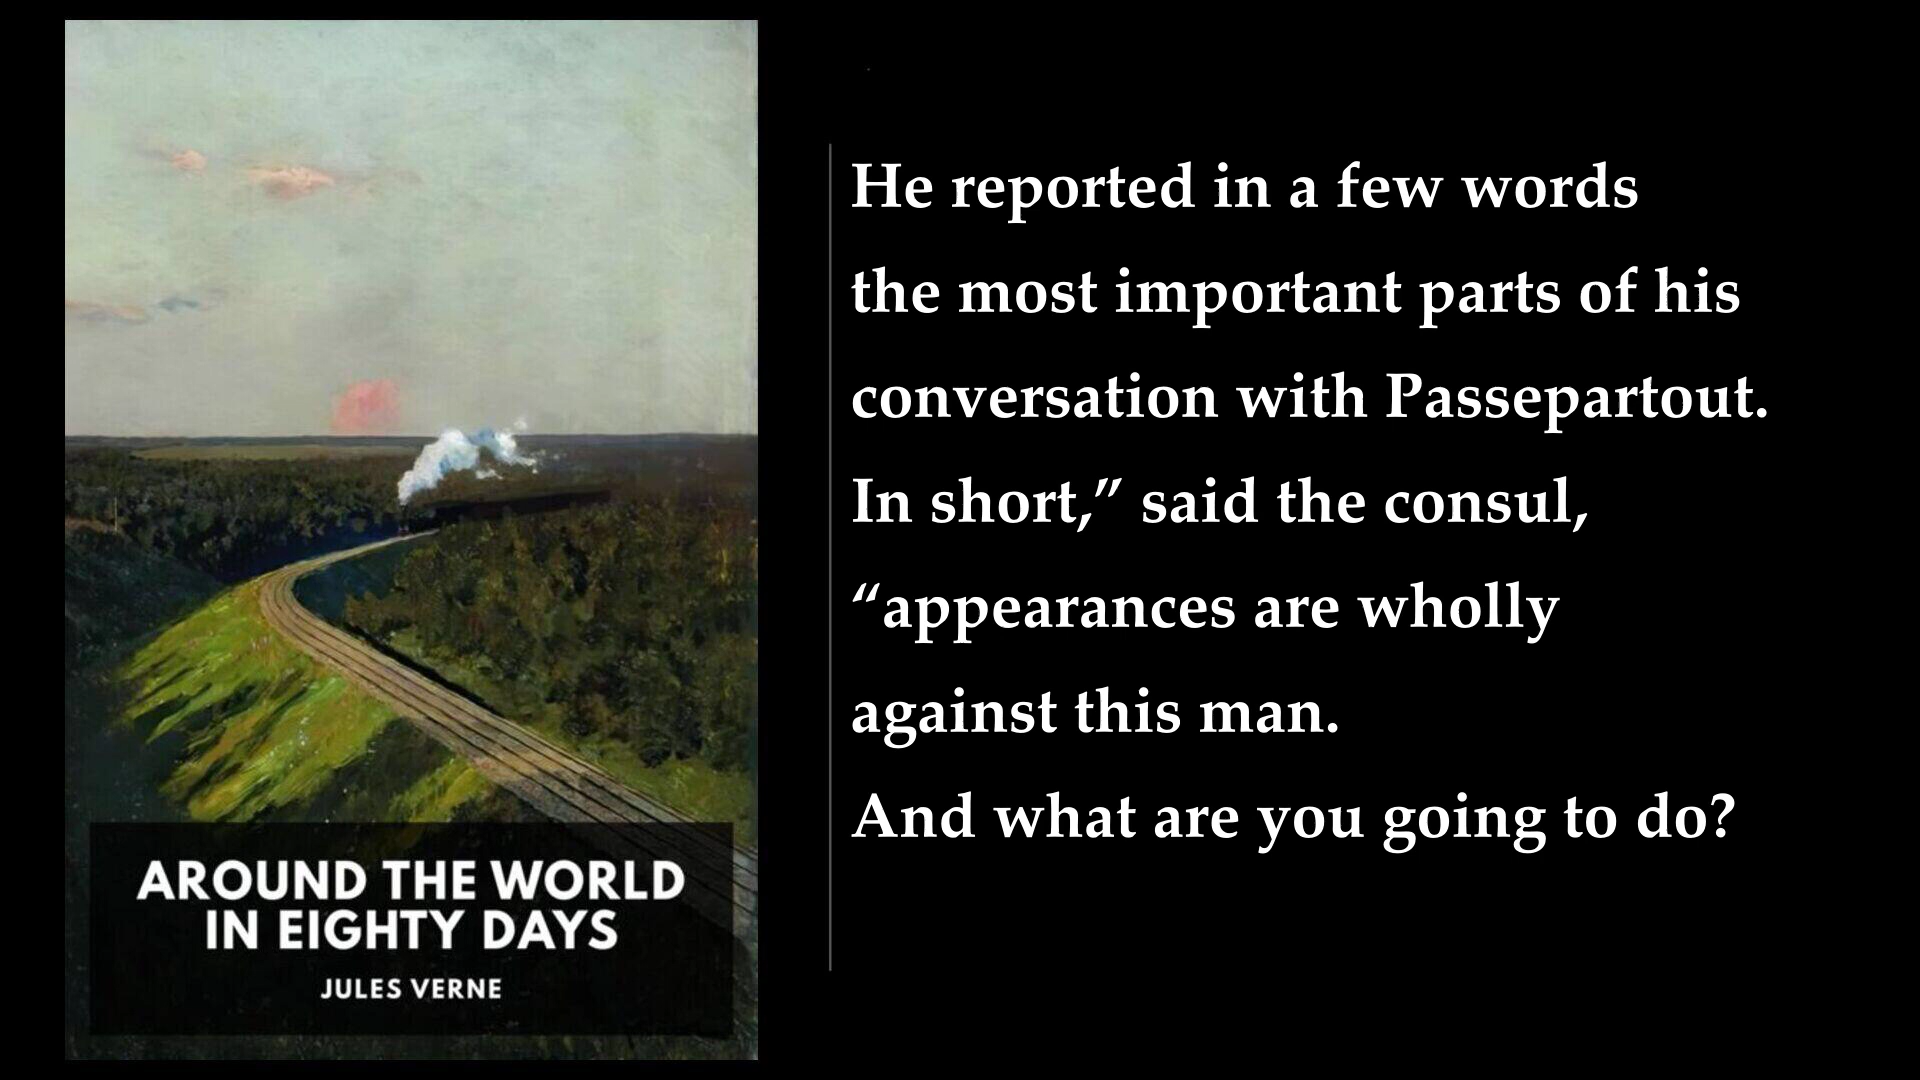 He reported in a few words
the most important parts of his
conversation with Passepartout.
In short,” said the consul,
“appearances are wholly
against this man.
And what are you going to do?
AROUND THE WORLD
IN EIGHTY DAYS
JULES VERNE